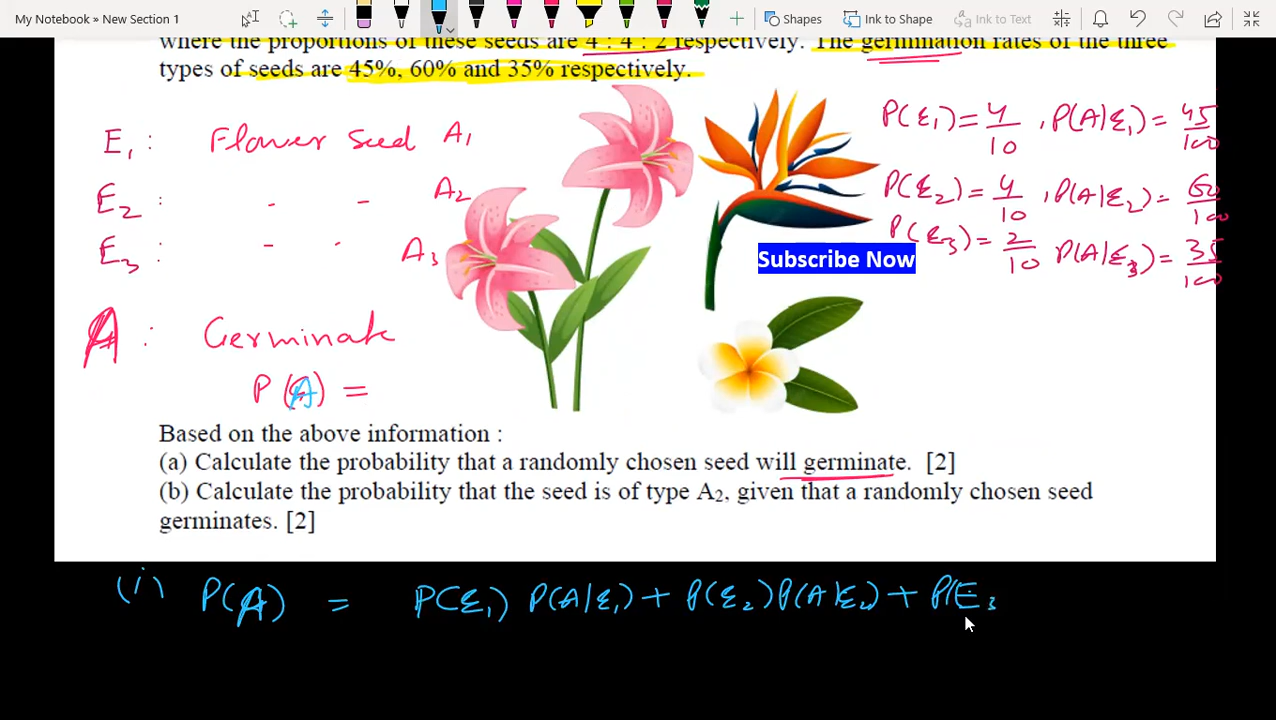 My Notebook » New Section 1
Shapes
Ink to Shape
Ink to Text
where the proportions of these seeds are 4 : 4 : 2 respectively. The germination rates of the three
types of seeds are 45%, 60% and 35% respectively.
E₁ : Flower seed A₁
E₂ : - - A₂
E₃ : - - A₃
P(E₁) = 4/10 , P(A|E₁) = 45/100
P(E₂) = 4/10 , P(A|E₂) = 60/100
P(E₃) = 2/10 P(A|E₃) = 35/100
Subscribe Now
A : Germinate
P(A) =
Based on the above information :
(a) Calculate the probability that a randomly chosen seed will germinate. [2]
(b) Calculate the probability that the seed is of type A₂, given that a randomly chosen seed
germinates. [2]
(i) P(A) = P(E₁) P(A|E₁) + P(E₂) P(A|E₂) + P(E₃